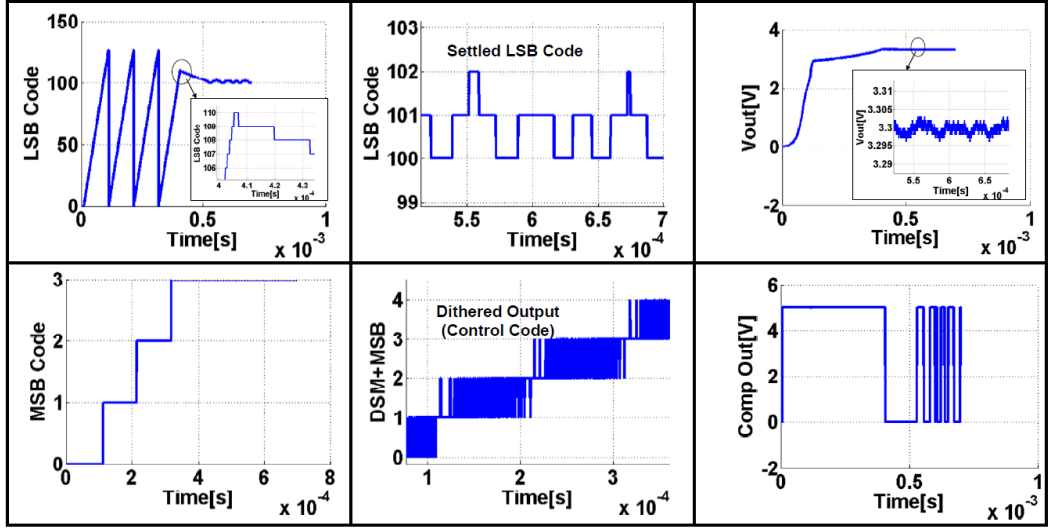 150
100
50
0
LSB Code
0
0.5
1
Time[s]
x 10⁻³
110
109
108
107
106
LSB Code
4
4.1
4.2
4.3
Time[s]
x 10⁻⁴
Settled LSB Code
103
102
101
100
99
LSB Code
5.5
6
6.5
7
Time[s]
x 10⁻⁴
4
2
0
-2
Vout[V]
0
0.5
1
Time[s]
x 10⁻³
3.31
3.305
3.3
3.295
3.29
Vout[V]
5.5
6
6.5
Time[s]
x 10⁻⁴
3
2
1
0
MSB Code
0
2
4
6
8
Time[s]
x 10⁻⁴
Dithered Output
(Control Code)
4
3
2
1
0
DSM+MSB
1
2
3
Time[s]
x 10⁻⁴
6
4
2
0
-2
Comp Out[V]
0
0.5
1
Time[s]
x 10⁻³